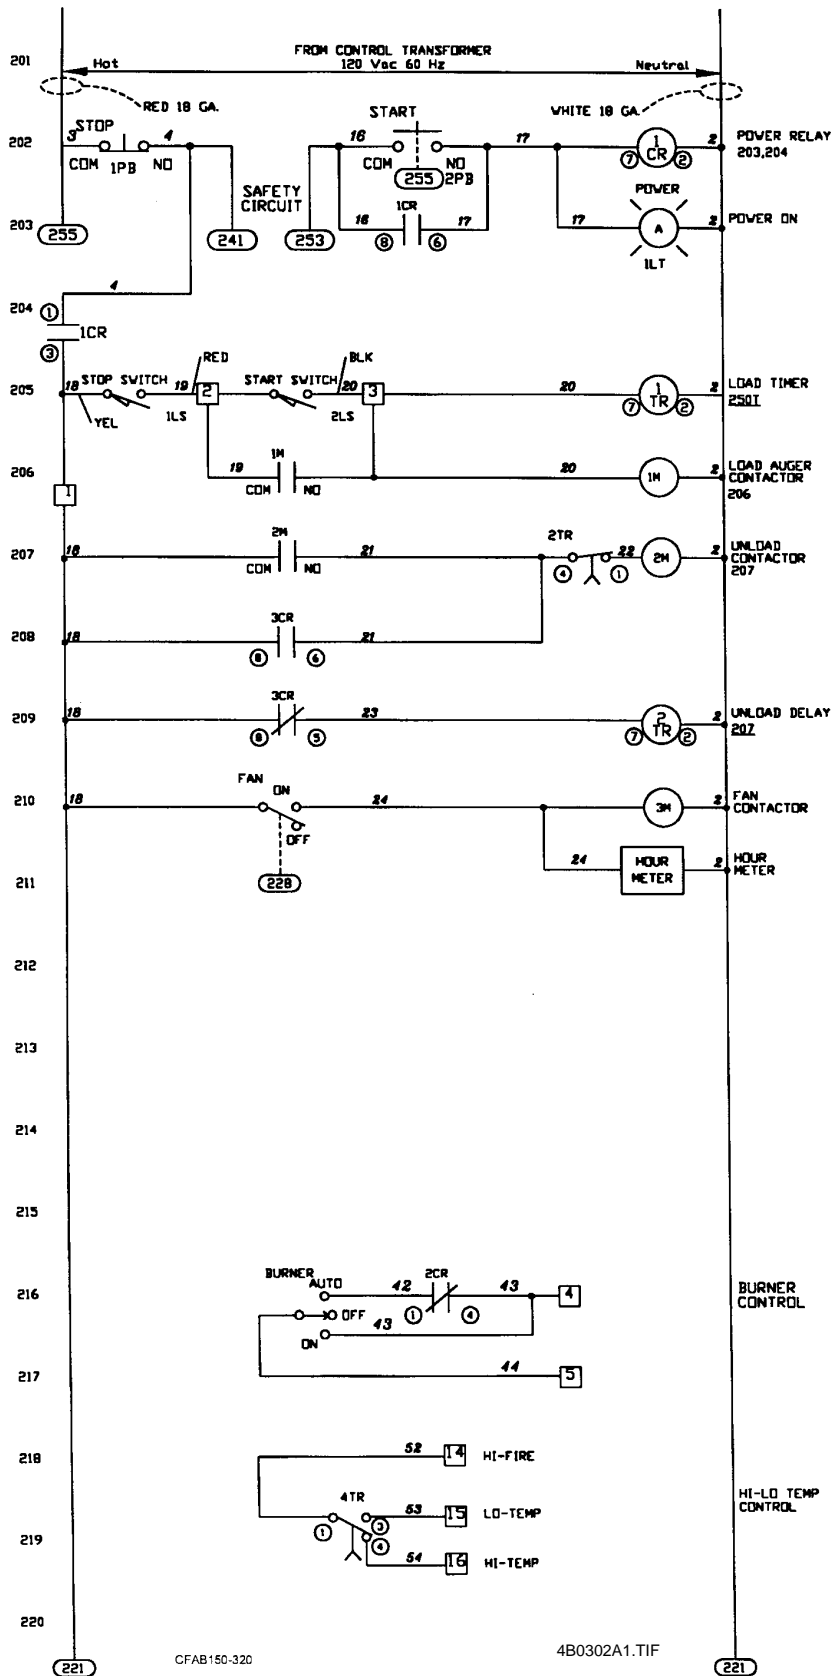 201 Hot FROM CONTROL TRANSFORMER
120 Vac 60 Hz Neutral
RED 18 GA. WHITE 18 GA.
START
3 STOP 4 16 17 1 2 POWER RELAY
202 COM 1PB NO COM NO CR 203,204
7 2
255 2PB
SAFETY
CIRCUIT
POWER
203 255 241 253 16 1CR 17 17 A 2 POWER ON
8 6
1LT
4
204 1
1CR
3
RED BLK
205 18 STOP SWITCH 19 2 START SWITCH 20 3 20 1 2 LOAD TIMER
TR 250T
7 2
YEL 1LS 2LS
206 19 1M 20 1M 2 LOAD AUGER
CONTACTOR
COM NO 206
1
2TR
207 18 2M 21 22 2M 2 UNLOAD
CONTACTOR
COM NO 4 1 207
208 18 3CR 21
8 6
209 18 3CR 23 2 2 UNLOAD DELAY
TR 207
8 5 7 2
FAN
ON
210 18 24 3M 2 FAN
CONTACTOR
OFF
24 HOUR 2 HOUR
METER METER
211 228
212
213
214
215
BURNER
AUTO
216 42 2CR 43 4 BURNER
CONTROL
OFF 1 4
43
ON
217 44 5
218 52 14 HI-FIRE
HI-LO TEMP
CONTROL
4TR
53 15 LO-TEMP
1 3
219 4
54 16 HI-TEMP
220
221 CFAB150-320 4B0302A1.TIF 221